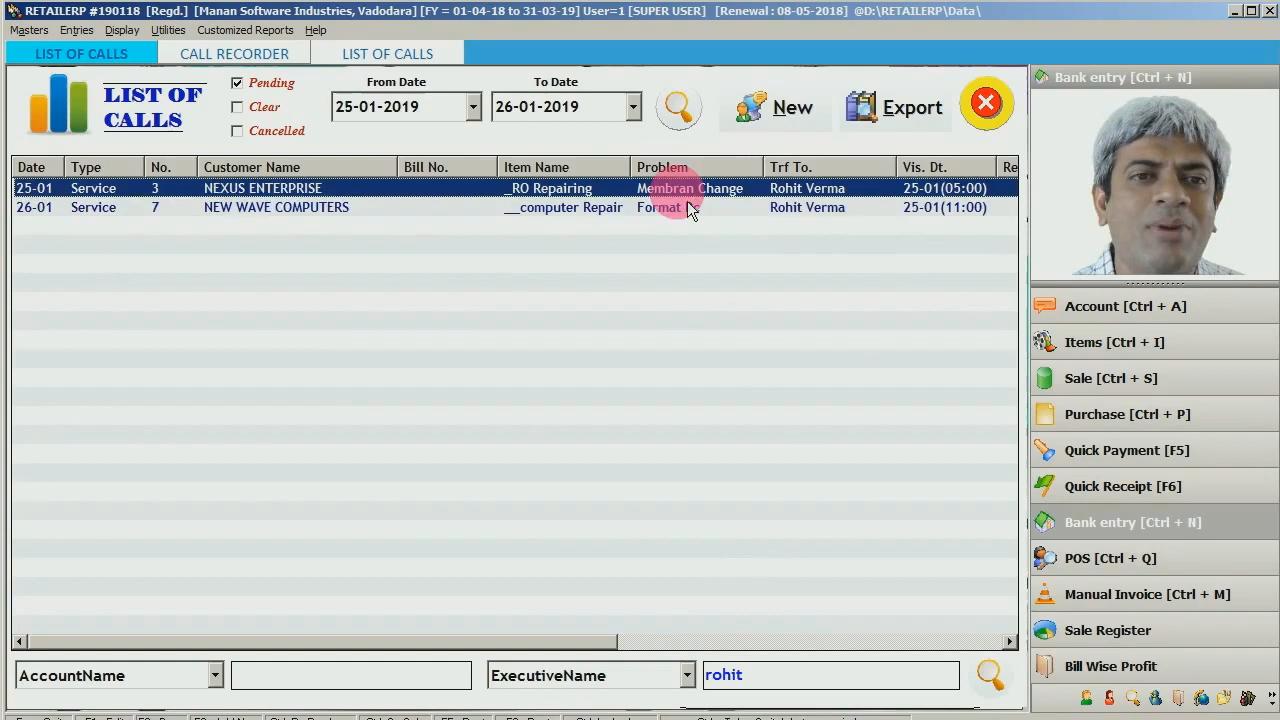 RETAILERP #190118 [Regd.] [Manan Software Industries, Vadodara] [FY = 01-04-18 to 31-03-19] User=1 [SUPER USER] [Renewal : 08-05-2018] @D:\RETAILERP\Data\
Masters Entries Display Utilities Customized Reports Help
LIST OF CALLS CALL RECORDER LIST OF CALLS
LIST OF
CALLS
Pending
Clear
Cancelled
From Date
25-01-2019
To Date
26-01-2019
New
Export
Date Type No. Customer Name Bill No. Item Name Problem Trf To. Vis. Dt. Re
25-01 Service 3 NEXUS ENTERPRISE _RO Repairing Membran Change Rohit Verma 25-01(05:00)
26-01 Service 7 NEW WAVE COMPUTERS __computer Repair Format Rohit Verma 25-01(11:00)
AccountName ExecutiveName rohit
Bank entry [Ctrl + N]
Account [Ctrl + A]
Items [Ctrl + I]
Sale [Ctrl + S]
Purchase [Ctrl + P]
Quick Payment [F5]
Quick Receipt [F6]
Bank entry [Ctrl + N]
POS [Ctrl + Q]
Manual Invoice [Ctrl + M]
Sale Register
Bill Wise Profit